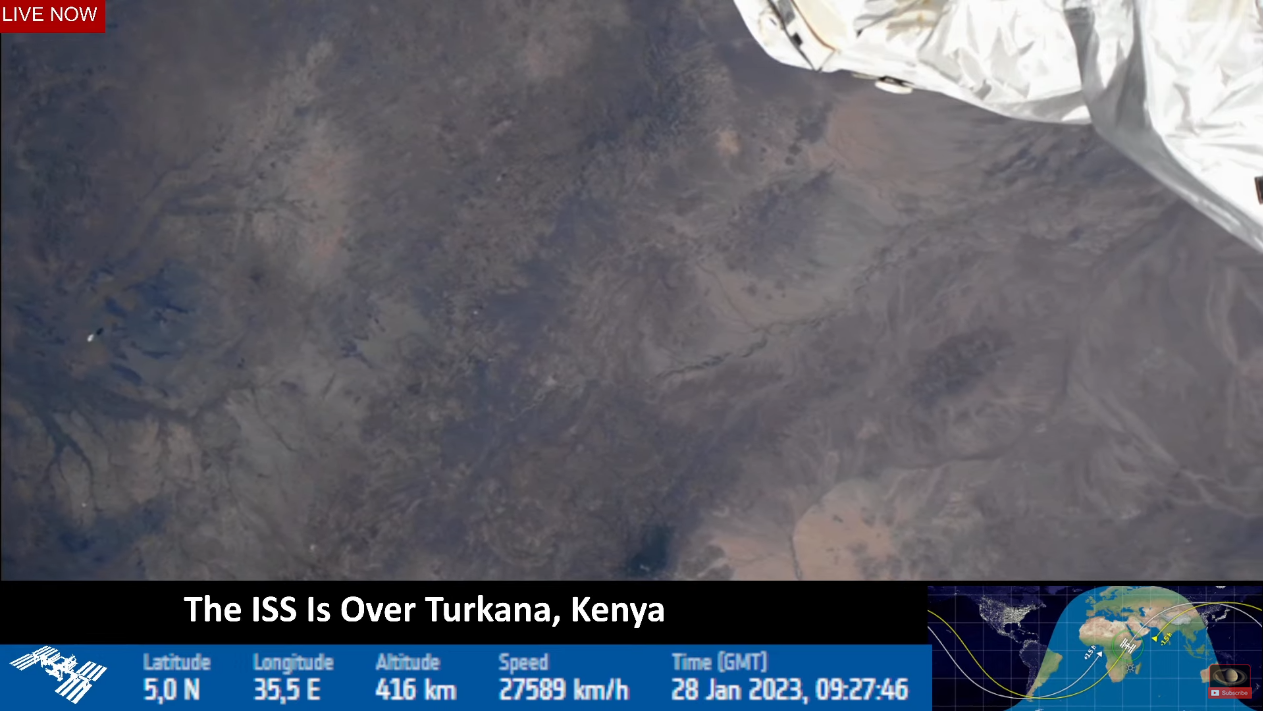 LIVE NOW
The ISS Is Over Turkana, Kenya
Latitude
5,0 N
Longitude
35,5 E
Altitude
416 km
Speed
27589 km/h
Time (GMT)
28 Jan 2023, 09:27:46
Subscribe